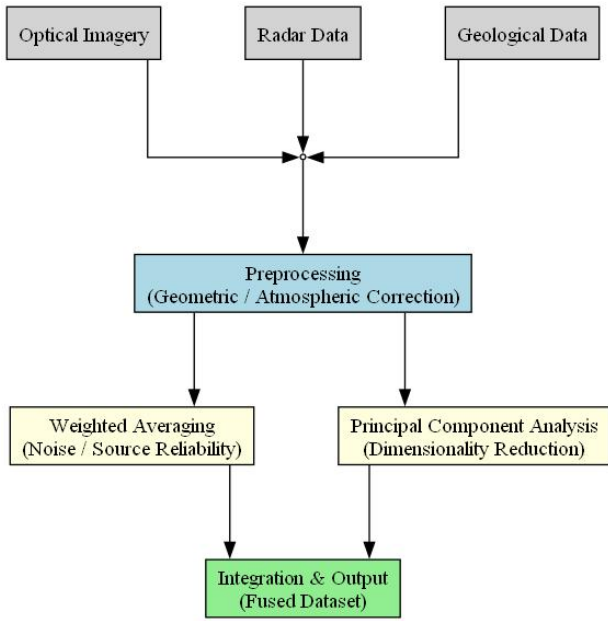 Optical Imagery
Radar Data
Geological Data
Preprocessing
(Geometric / Atmospheric Correction)
Weighted Averaging
(Noise / Source Reliability)
Principal Component Analysis
(Dimensionality Reduction)
Integration & Output
(Fused Dataset)